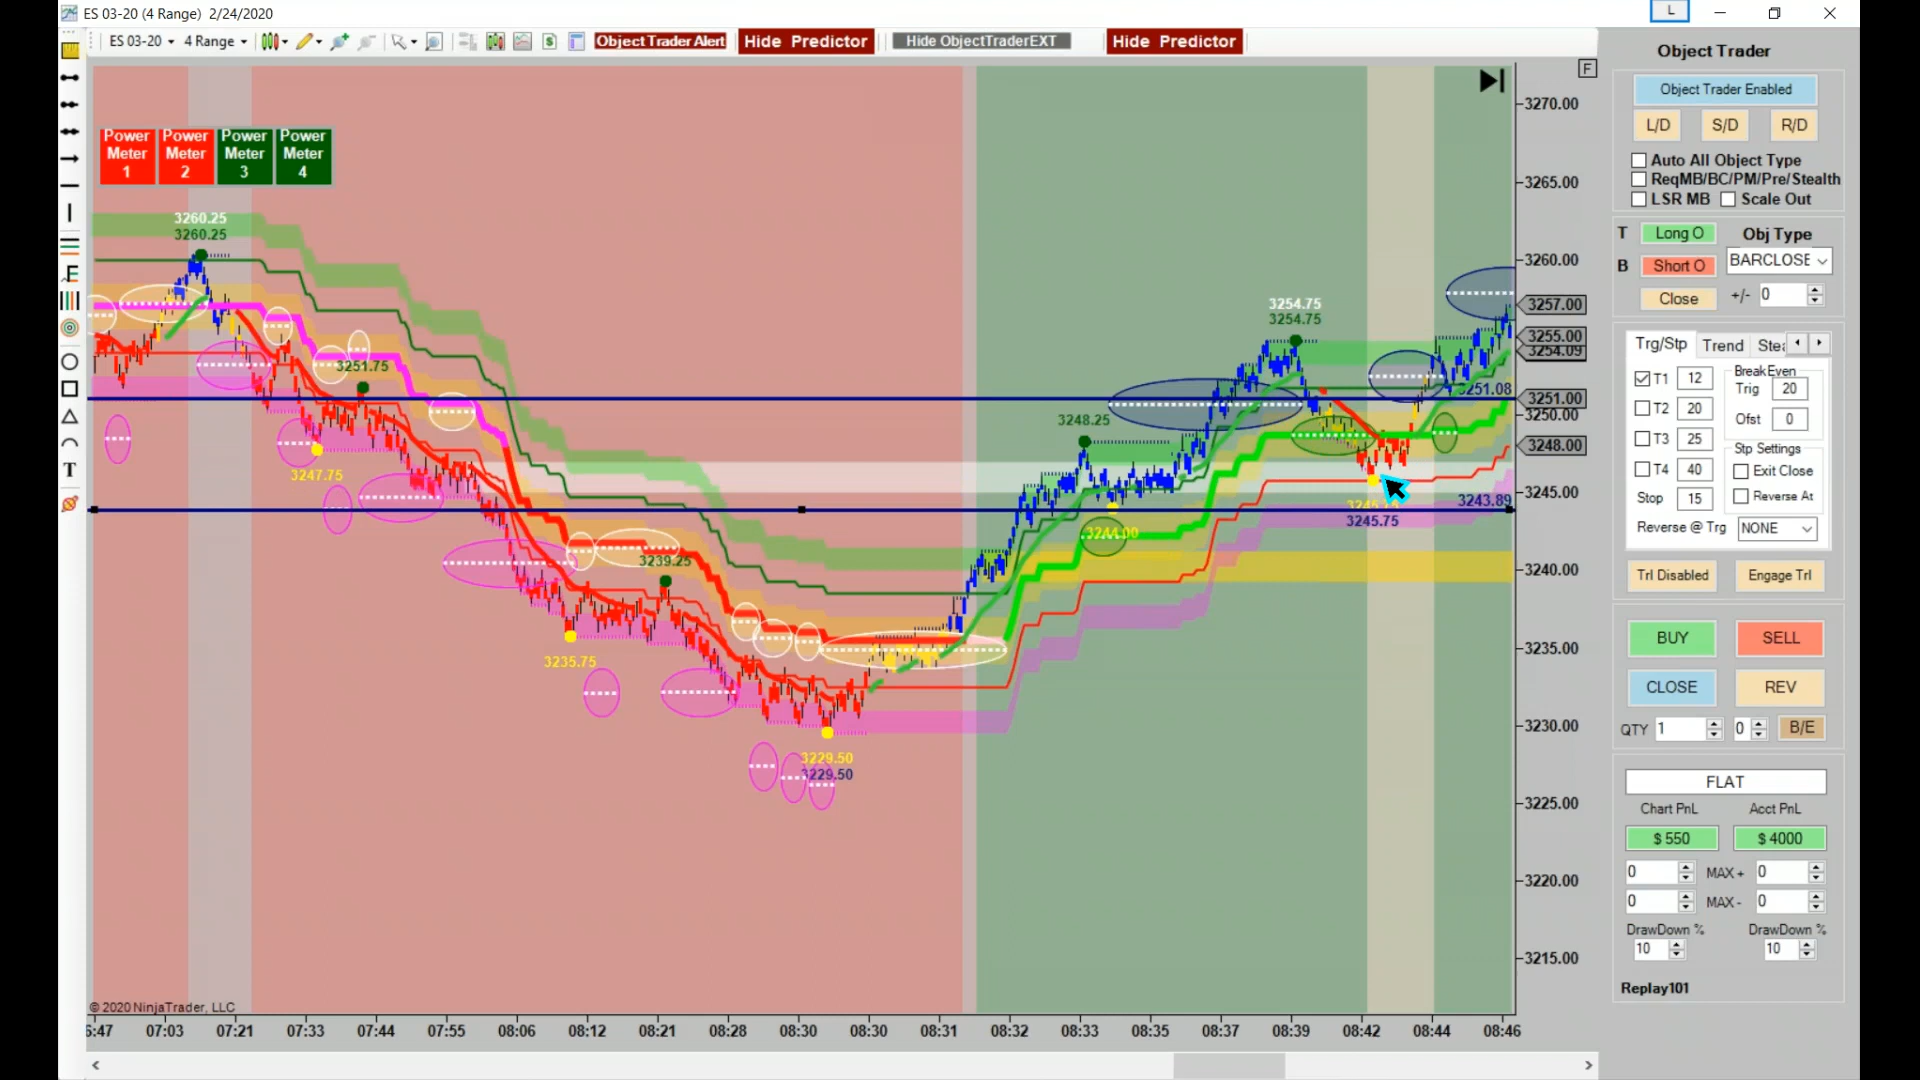 ES 03-20 (4 Range) 2/24/2020
L
ES 03-20
4 Range
Object Trader Alert
Hide Predictor
Hide ObjectTraderEXT
Hide Predictor
F
Power Meter 1
Power Meter 2
Power Meter 3
Power Meter 4
3260.25
3260.25
3251.75
3247.75
3239.25
3235.75
3229.50
3229.50
3248.25
3244.00
3254.75
3254.75
3245.75
3251.08
3243.89
3270.00
3265.00
3260.00
3257.00
3255.00
3254.09
3251.00
3250.00
3248.00
3245.00
3240.00
3235.00
3230.00
3225.00
3220.00
3215.00
© 2020 NinjaTrader, LLC
6:47 07:03 07:21 07:33 07:44 07:55 08:06 08:12 08:21 08:28 08:30 08:30 08:31 08:32 08:33 08:35 08:37 08:39 08:42 08:44 08:46
Object Trader
Object Trader Enabled
L/D S/D R/D
Auto All Object Type
ReqMB/BC/PM/Pre/Stealth
LSR MB Scale Out
T Long O Obj Type
B Short O BARCLOSE
Close +/- 0
Trg/Stp Trend Stea
T1 12
T2 20
T3 25
T4 40
Stop 15
BreakEven
Trig 20
Ofst 0
Stp Settings
Exit Close
Reverse At
Reverse @ Trg NONE
Trl Disabled Engage Trl
BUY SELL
CLOSE REV
QTY 1 0 B/E
FLAT
Chart PnL Acct PnL
$ 550 $ 4000
0 MAX + 0
0 MAX - 0
DrawDown % DrawDown %
10 10
Replay101